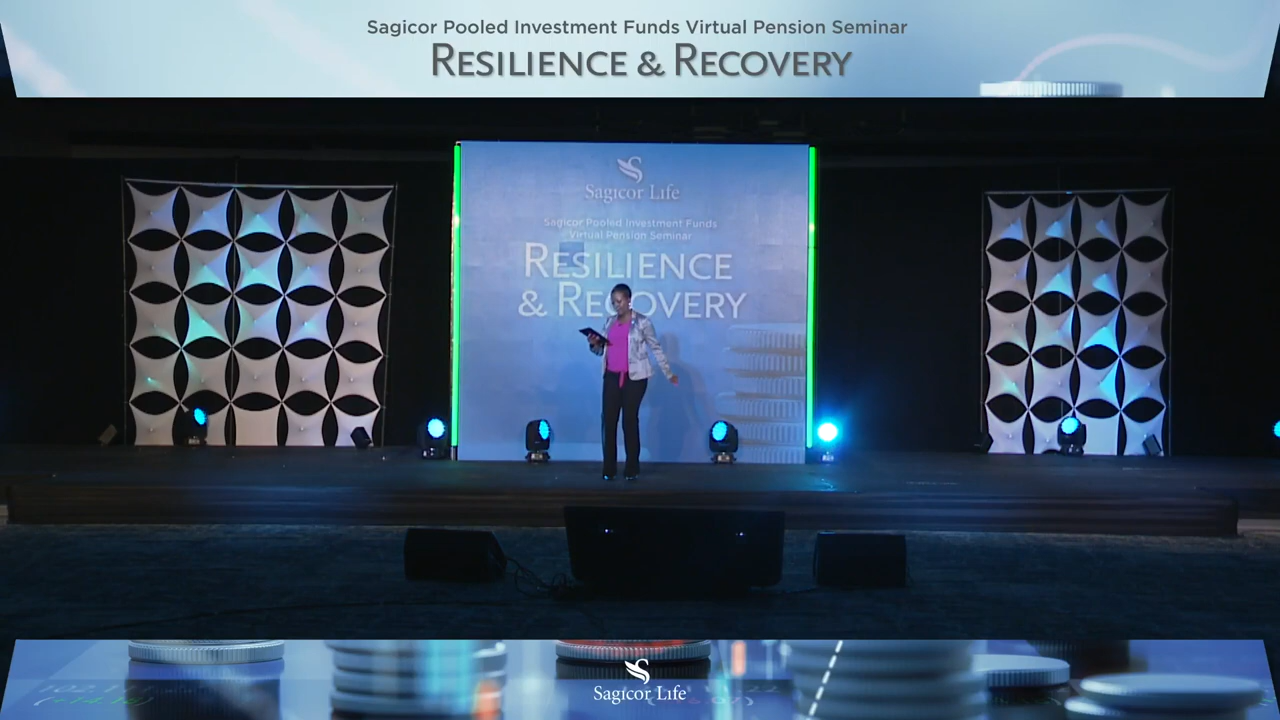 Sagicor Pooled Investment Funds Virtual Pension Seminar
RESILIENCE & RECOVERY
Sagicor Life
Sagicor Pooled Investment Funds
Virtual Pension Seminar
RESILIENCE
& RECOVERY
Sagicor Life